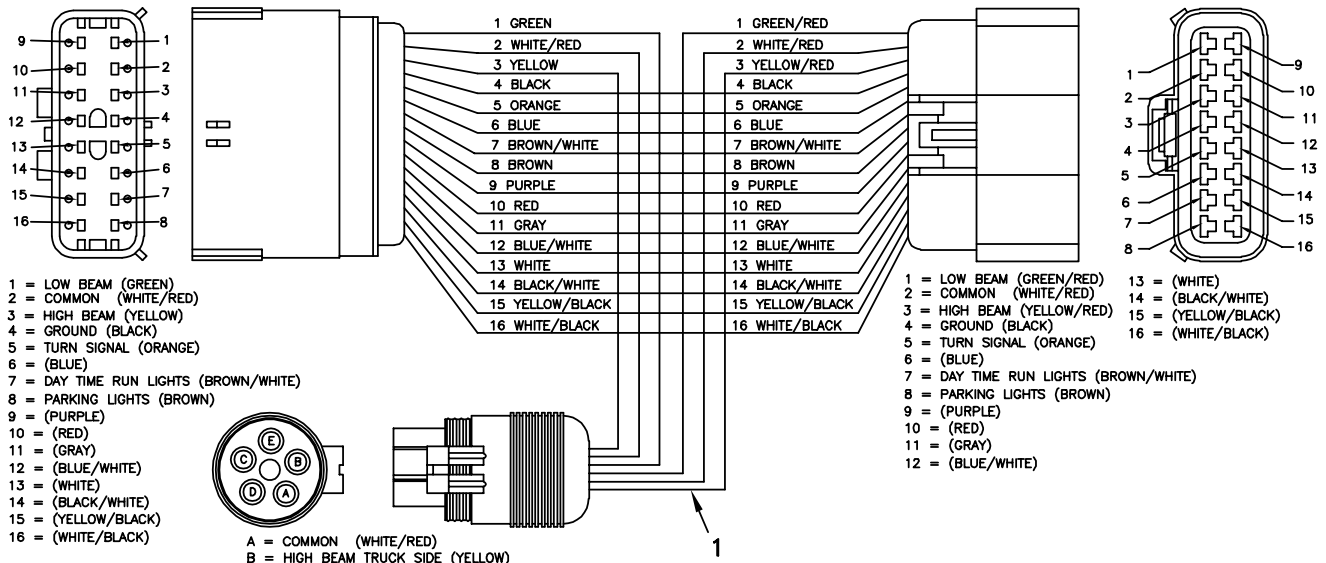 1 GREEN
2 WHITE/RED
3 YELLOW
4 BLACK
5 ORANGE
6 BLUE
7 BROWN/WHITE
8 BROWN
9 PURPLE
10 RED
11 GRAY
12 BLUE/WHITE
13 WHITE
14 BLACK/WHITE
15 YELLOW/BLACK
16 WHITE/BLACK
1 GREEN/RED
2 WHITE/RED
3 YELLOW/RED
4 BLACK
5 ORANGE
6 BLUE
7 BROWN/WHITE
8 BROWN
9 PURPLE
10 RED
11 GRAY
12 BLUE/WHITE
13 WHITE
14 BLACK/WHITE
15 YELLOW/BLACK
16 WHITE/BLACK
9 1
10 2
11 3
12 4
13 5
14 6
15 7
16 8
1 9
2 10
3 11
4 12
5 13
6 14
7 15
8 16
1 = LOW BEAM (GREEN)
2 = COMMON (WHITE/RED)
3 = HIGH BEAM (YELLOW)
4 = GROUND (BLACK)
5 = TURN SIGNAL (ORANGE)
6 = (BLUE)
7 = DAY TIME RUN LIGHTS (BROWN/WHITE)
8 = PARKING LIGHTS (BROWN)
9 = (PURPLE)
10 = (RED)
11 = (GRAY)
12 = (BLUE/WHITE)
13 = (WHITE)
14 = (BLACK/WHITE)
15 = (YELLOW/BLACK)
16 = (WHITE/BLACK)
1 = LOW BEAM (GREEN/RED)
2 = COMMON (WHITE/RED)
3 = HIGH BEAM (YELLOW/RED)
4 = GROUND (BLACK)
5 = TURN SIGNAL (ORANGE)
6 = (BLUE)
7 = DAY TIME RUN LIGHTS (BROWN/WHITE)
8 = PARKING LIGHTS (BROWN)
9 = (PURPLE)
10 = (RED)
11 = (GRAY)
12 = (BLUE/WHITE)
13 = (WHITE)
14 = (BLACK/WHITE)
15 = (YELLOW/BLACK)
16 = (WHITE/BLACK)
E
C B
D A
1
A = COMMON (WHITE/RED)
B = HIGH BEAM TRUCK SIDE (YELLOW)